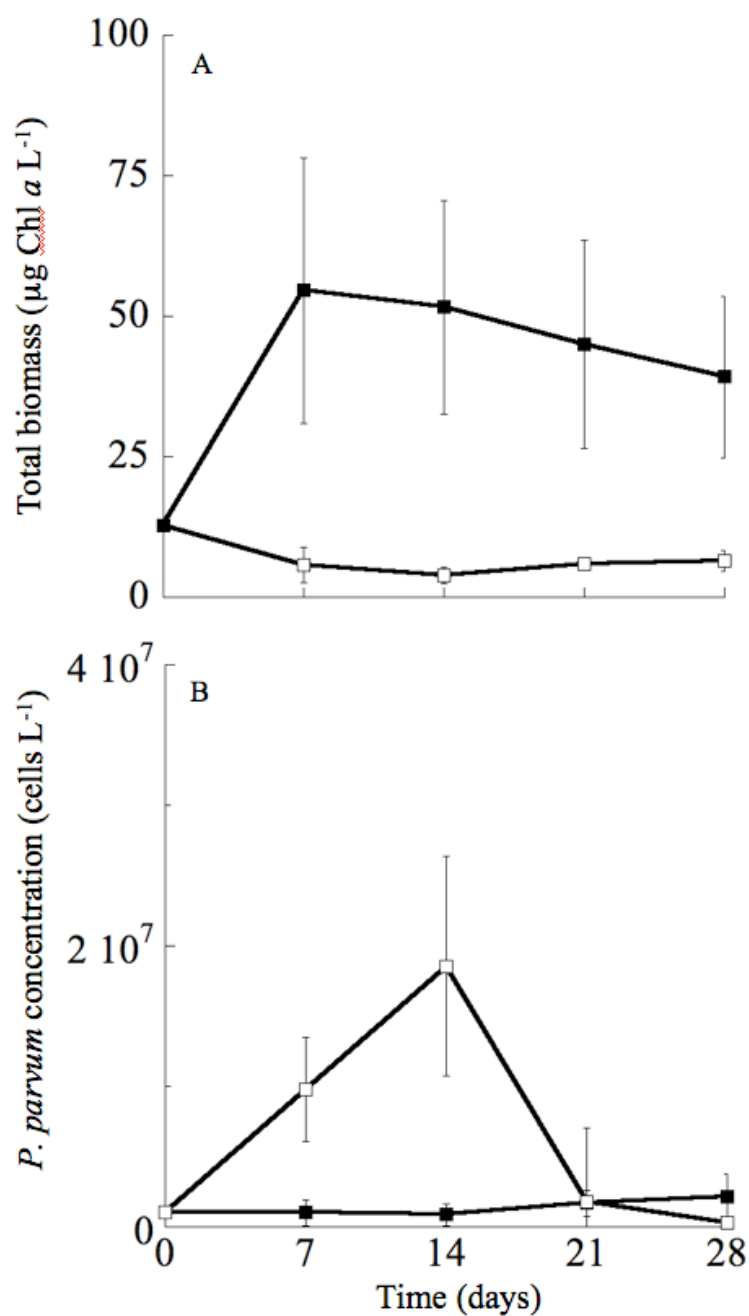 100
A
75
50
25
0
Total biomass (µg Chl a L⁻¹)
4 10⁷
B
2 10⁷
0
P. parvum concentration (cells L⁻¹)
0 7 14 21 28
Time (days)